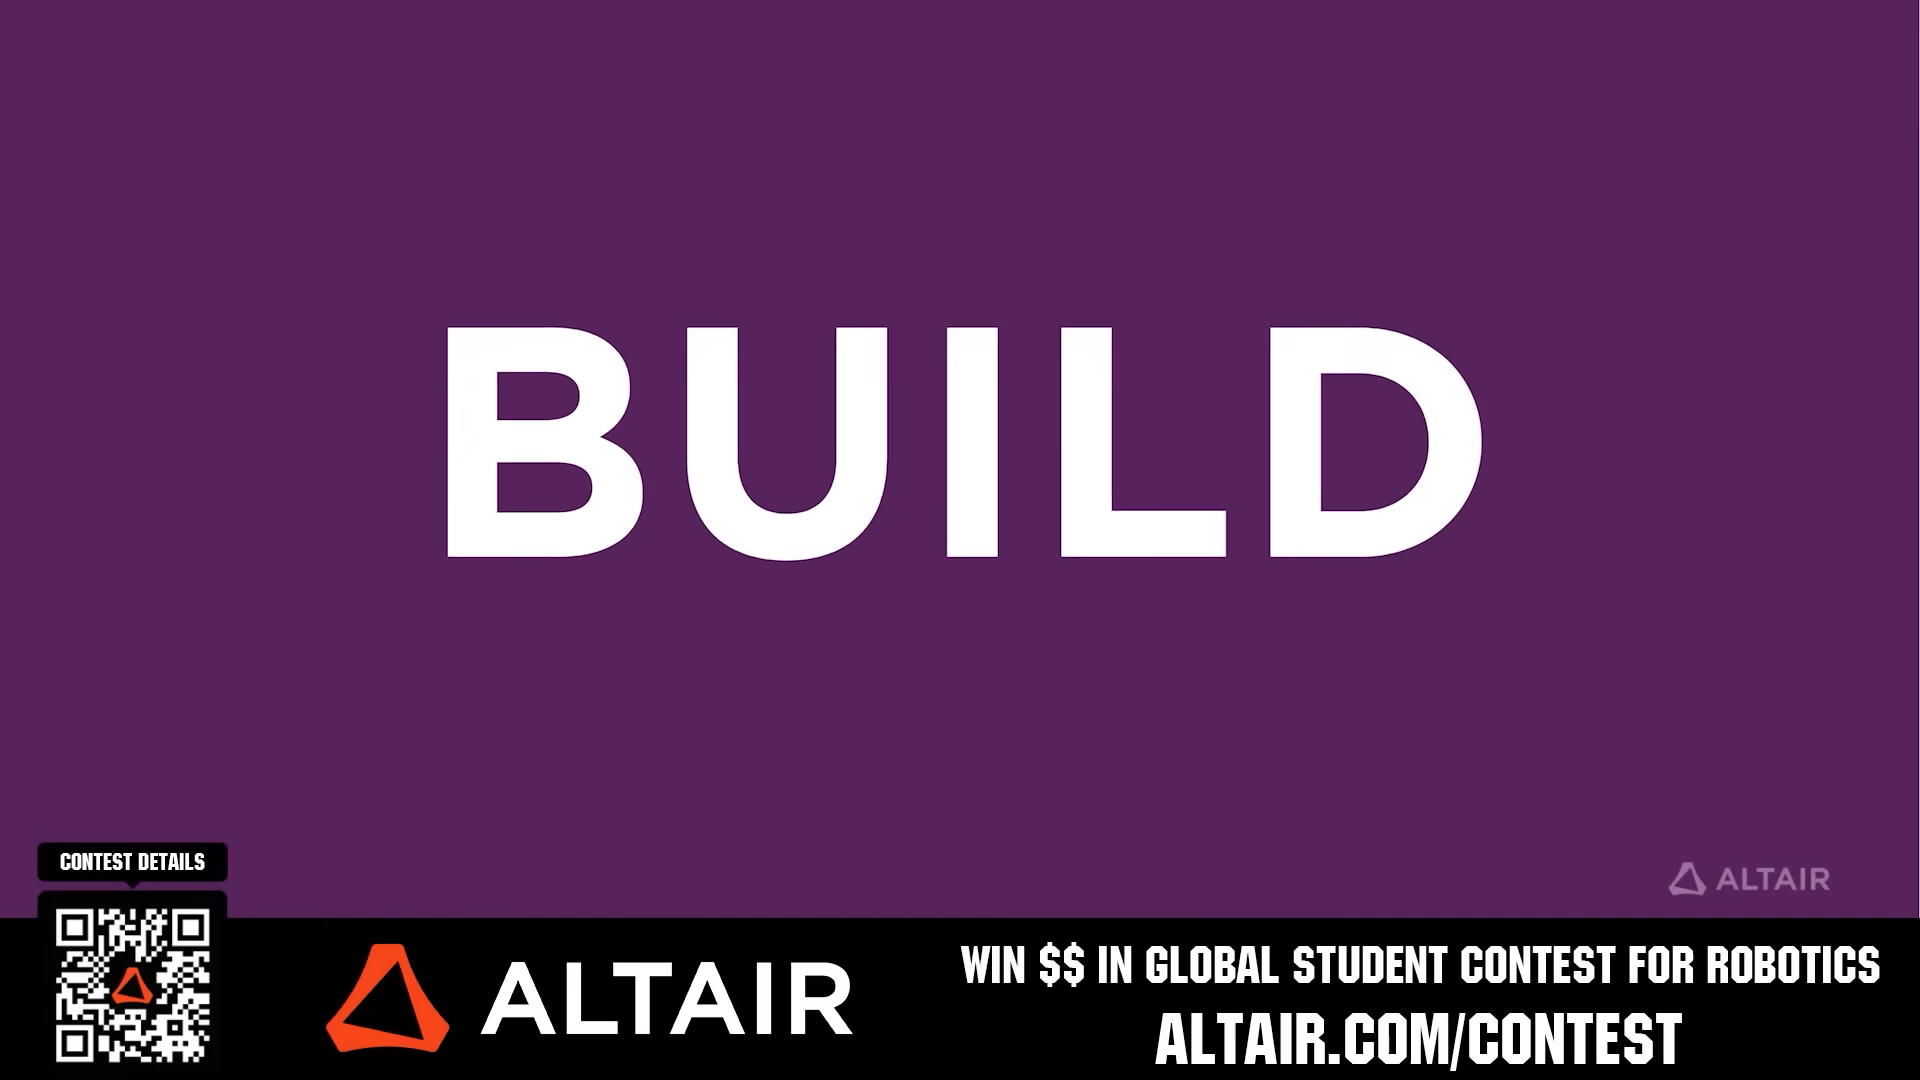 BUILD
CONTEST DETAILS
ALTAIR
ALTAIR
WIN $$ IN GLOBAL STUDENT CONTEST FOR ROBOTICS
ALTAIR.COM/CONTEST